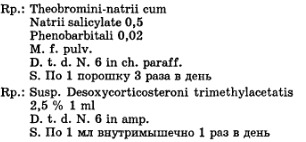 Rp.: Theobromini-natrii cum
Natrii salicylate 0,5
Phenobarbitali 0,02
M. f. pulv.
D. t. d. N. 6 in ch. paraff.
S. По 1 порошку 3 раза в день
Rp.: Susp. Desoxycorticosteroni trimethylacetatis
2,5 % 1 ml
D. t. d. N. 6 in amp.
S. По 1 мл внутримышечно 1 раз в день